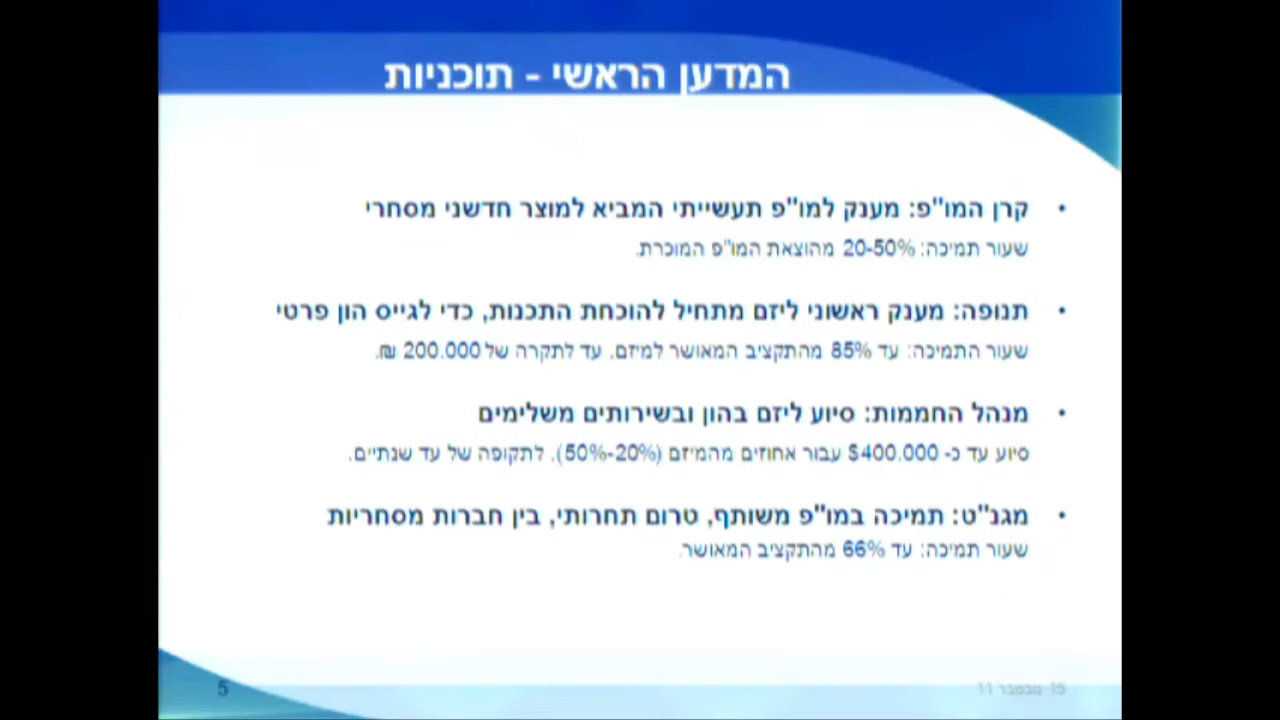 המדען הראשי - תוכניות
• קרן המו"פ: מענק למו"פ תעשייתי המביא למוצר חדשני מסחרי
שעור תמיכה: 20-50% מהוצאת המו"פ המוכרת.
• תנופה: מענק ראשוני ליזם מתחיל להוכחת התכנות, כדי לגייס הון פרטי
שעור התמיכה: עד 85% מהתקציב המאושר למיזם, עד לתקרה של 200,000 ₪.
• מנהל החממות: סיוע ליזם בהון ובשירותים משלימים
סיוע עד כ- $400,000 עבור אחוזים מהמיזם (50%-20%), לתקופה של עד שנתיים.
• מגנ"ט: תמיכה במו"פ משותף, טרום תחרותי, בין חברות מסחריות
שעור תמיכה: עד 66% מהתקציב המאושר.
נובמבר 11
5